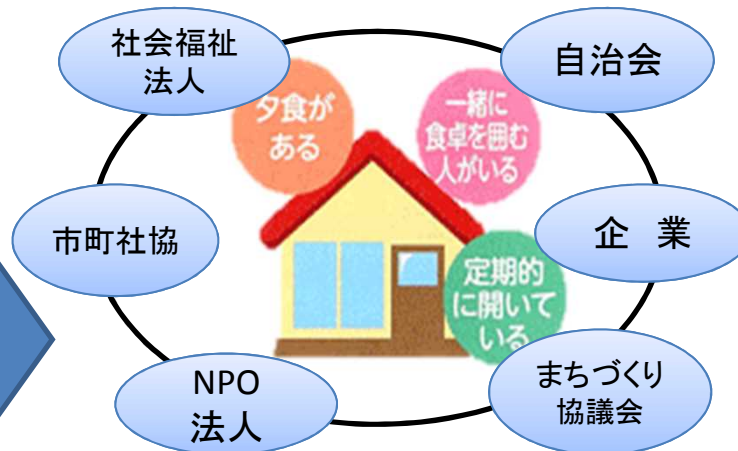 社会福祉
法人
自治会
夕食が
ある
一緒に
食卓を囲む
人がいる
市町社協
企　業
定期的
に開いて
いる
NPO
法人
まちづくり
協議会